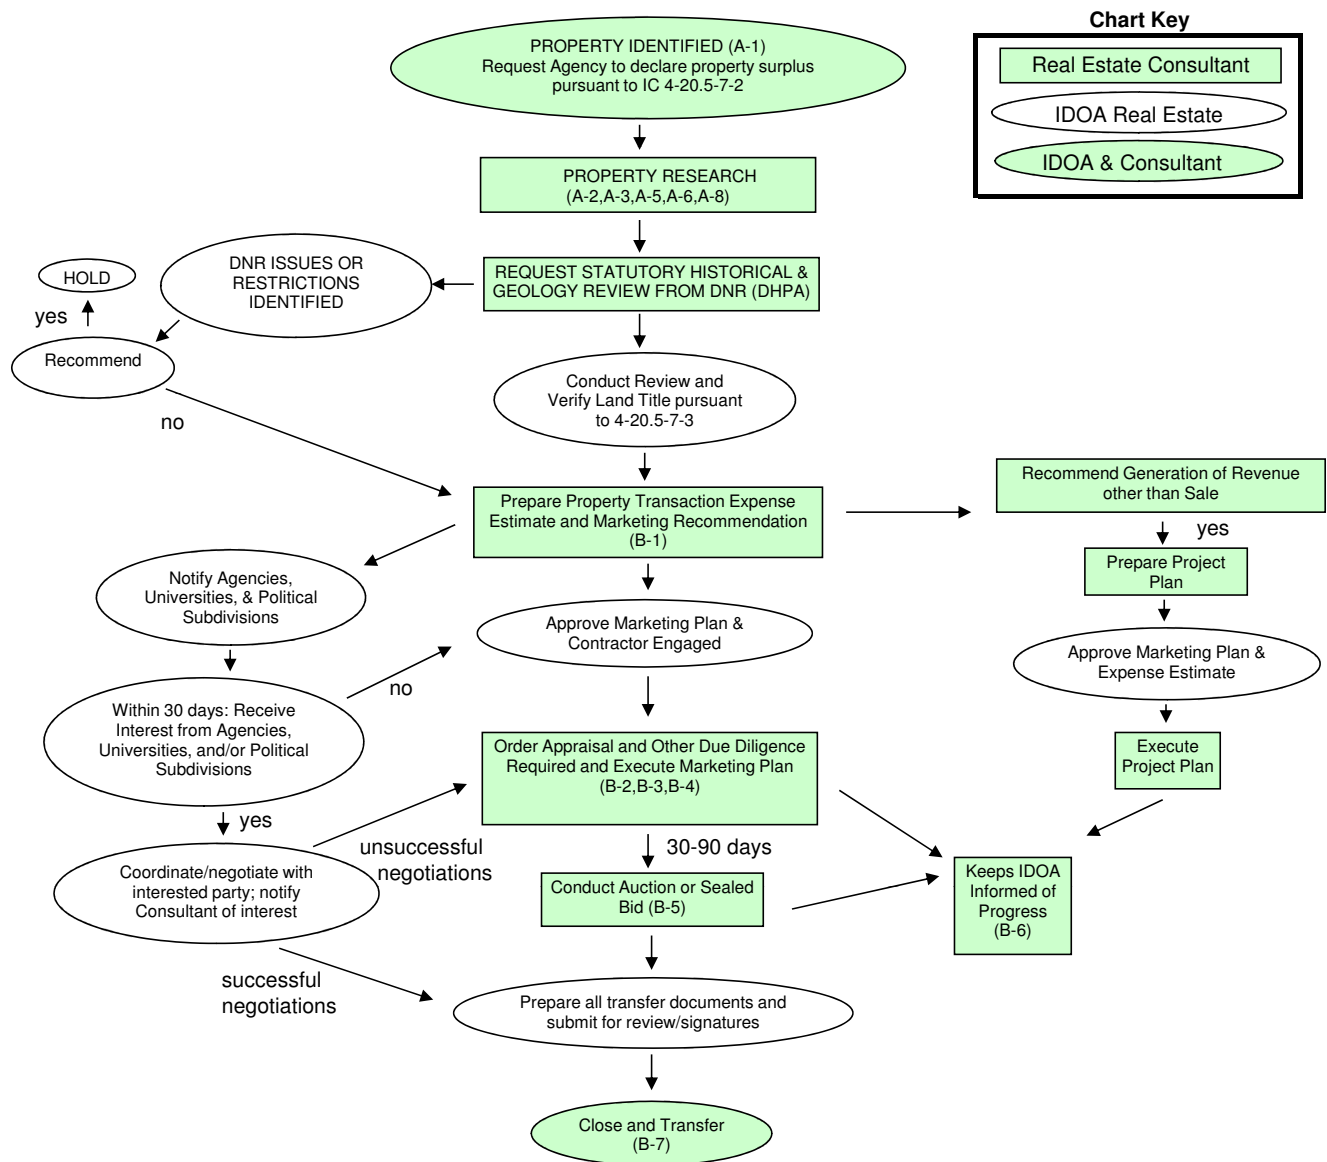 Chart Key
Real Estate Consultant
IDOA Real Estate
IDOA & Consultant
PROPERTY IDENTIFIED (A-1)
Request Agency to declare property surplus
pursuant to IC 4-20.5-7-2
PROPERTY RESEARCH
(A-2,A-3,A-5,A-6,A-8)
REQUEST STATUTORY HISTORICAL &
GEOLOGY REVIEW FROM DNR (DHPA)
DNR ISSUES OR
RESTRICTIONS
IDENTIFIED
HOLD
yes
Recommend
no
Conduct Review and
Verify Land Title pursuant
to 4-20.5-7-3
Prepare Property Transaction Expense
Estimate and Marketing Recommendation
(B-1)
Recommend Generation of Revenue
other than Sale
yes
Prepare Project
Plan
Approve Marketing Plan &
Expense Estimate
Execute
Project Plan
Notify Agencies,
Universities, & Political
Subdivisions
Approve Marketing Plan &
Contractor Engaged
no
Within 30 days: Receive
Interest from Agencies,
Universities, and/or Political
Subdivisions
yes
Order Appraisal and Other Due Diligence
Required and Execute Marketing Plan
(B-2,B-3,B-4)
Coordinate/negotiate with
interested party; notify
Consultant of interest
unsuccessful
negotiations
30-90 days
Conduct Auction or Sealed
Bid (B-5)
Keeps IDOA
Informed of
Progress
(B-6)
successful
negotiations
Prepare all transfer documents and
submit for review/signatures
Close and Transfer
(B-7)